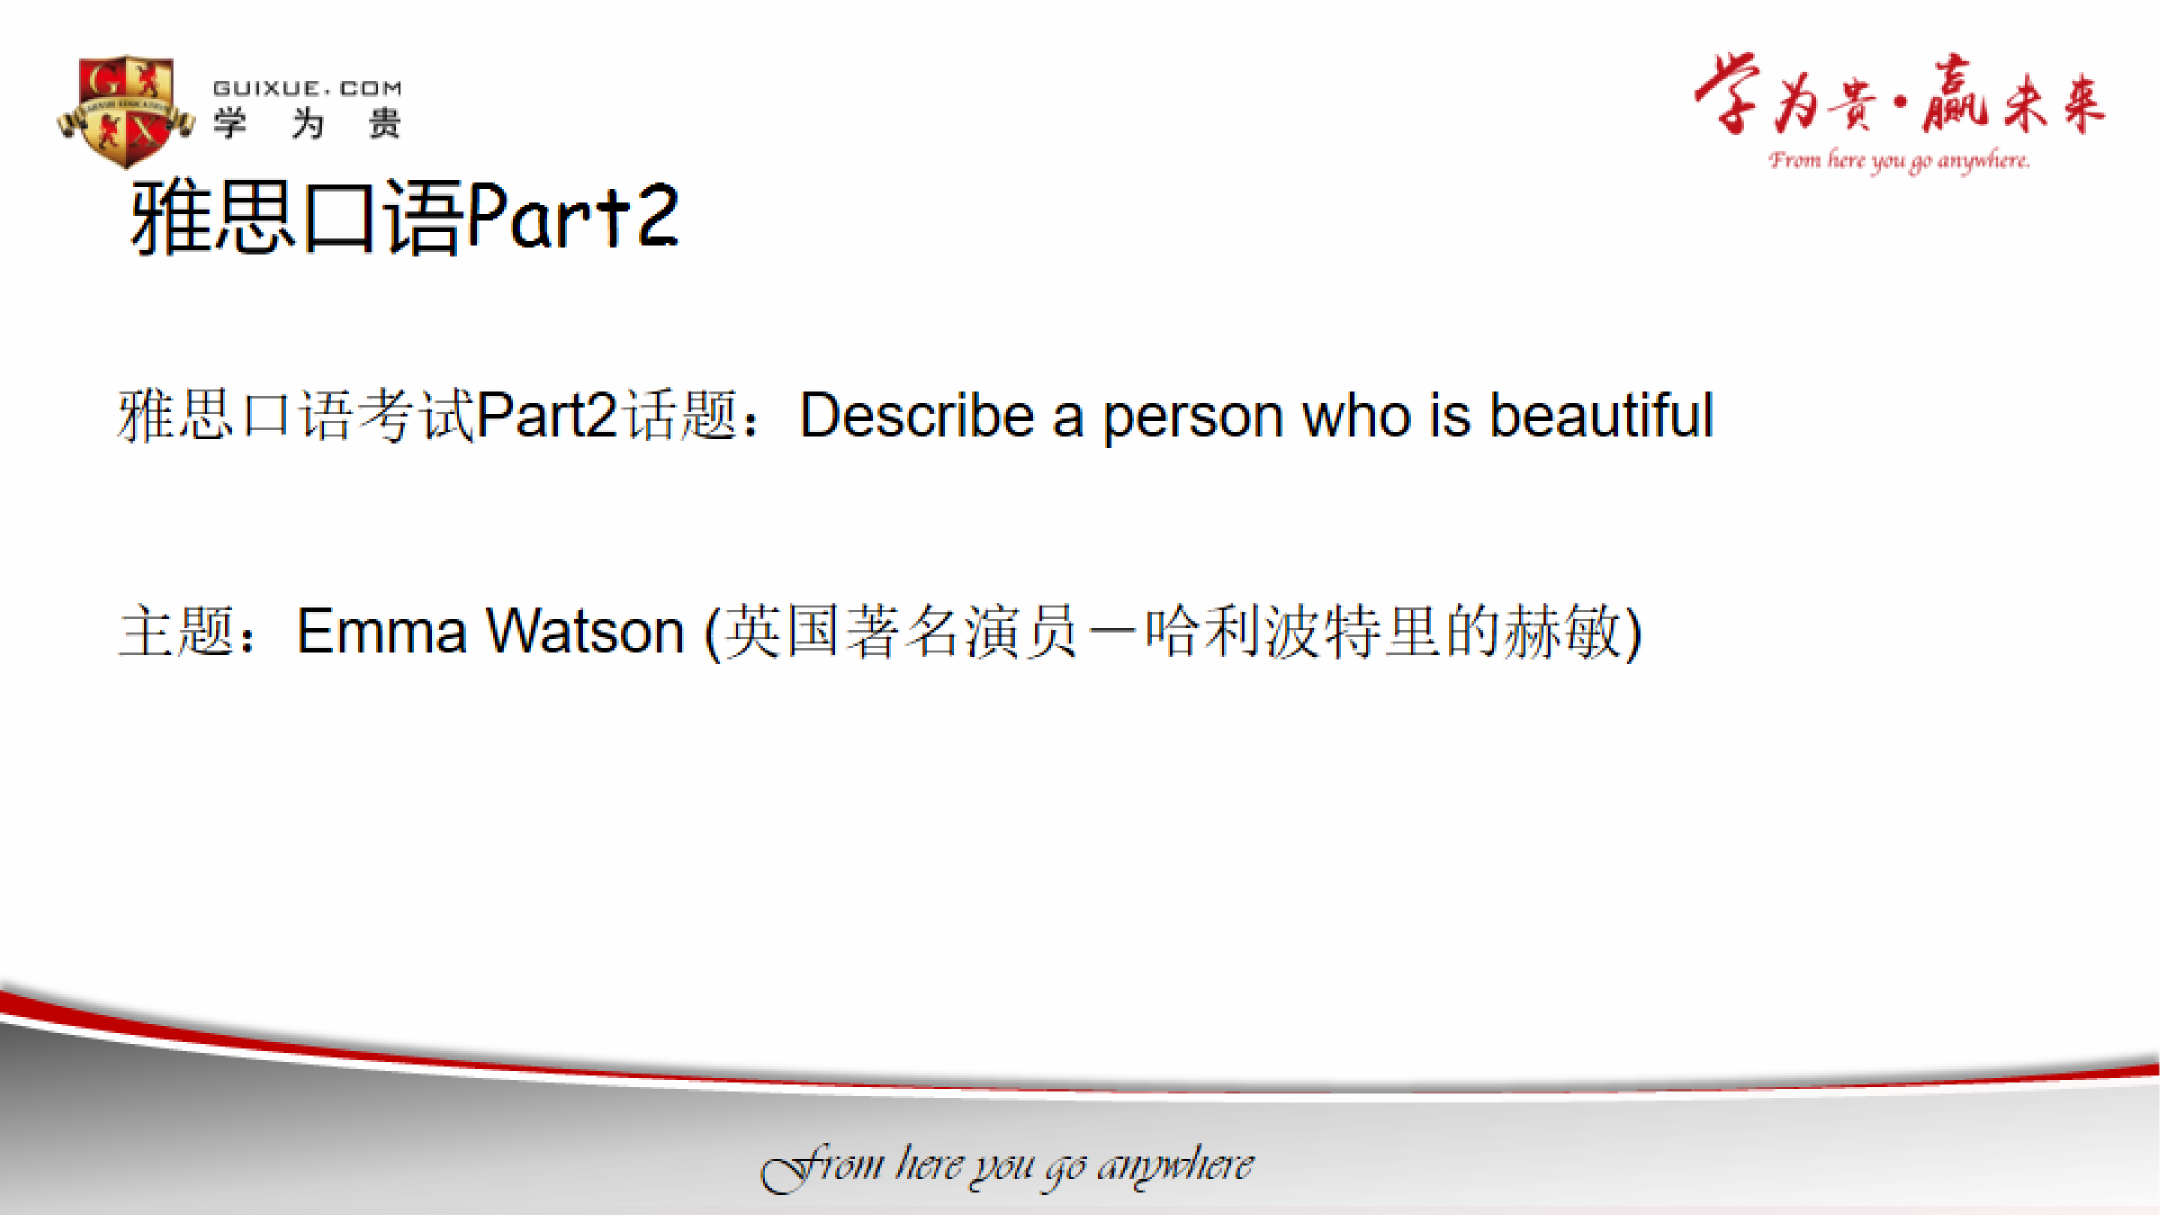 GUIXUE.COM
学为贵
学为贵·赢未来
From here you go anywhere.
雅思口语Part2
雅思口语考试Part2话题：Describe a person who is beautiful
主题：Emma Watson (英国著名演员－哈利波特里的赫敏)
From here you go anywhere